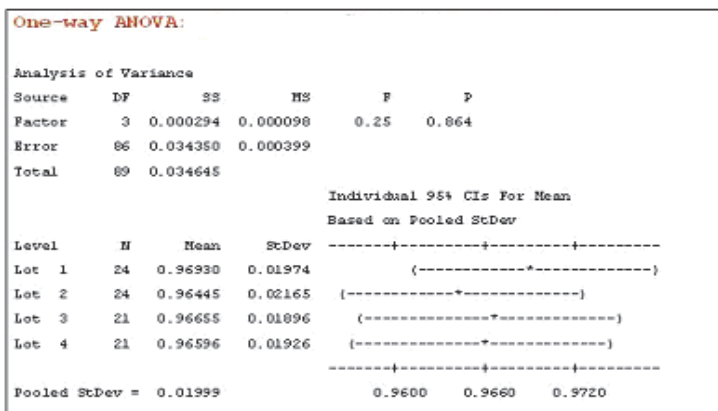 One-way ANOVA:
Analysis of Variance
Source DF SS MS F P
Factor 3 0.000294 0.000098 0.25 0.864
Error 86 0.034350 0.000399
Total 89 0.034645
Individual 95% CIs For Mean
Based on Pooled StDev
Level N Mean StDev -------+---------+---------+---------
Lot 1 24 0.96930 0.01974 (------------*------------)
Lot 2 24 0.96445 0.02165 (------------*------------)
Lot 3 21 0.96655 0.01896 (-------------*------------)
Lot 4 21 0.96596 0.01926 (-------------*------------)
-------+---------+---------+---------
Pooled StDev = 0.01999 0.9600 0.9660 0.9720